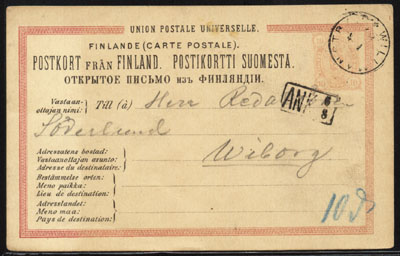 UNION POSTALE UNIVERSELLE.
FINLANDE (CARTE POSTALE).
POSTKORT FRÅN FINLAND. POSTIKORTTI SUOMESTA.
ОТКРЫТОЕ ПИСЬМО изъ ФИНЛЯНДІИ.
Vastaan-
ottajan nimi:
Till (à) Herr
Söderlund
ANK 6/8
Adressatens bostad:
Vastaanottajan asunto:
Adresse du destinataire:
Wiborg
Bestämmelse orten:
Meno paikka:
Lieu de destination:
Adresslandet:
Meno maa:
Pays de destination: